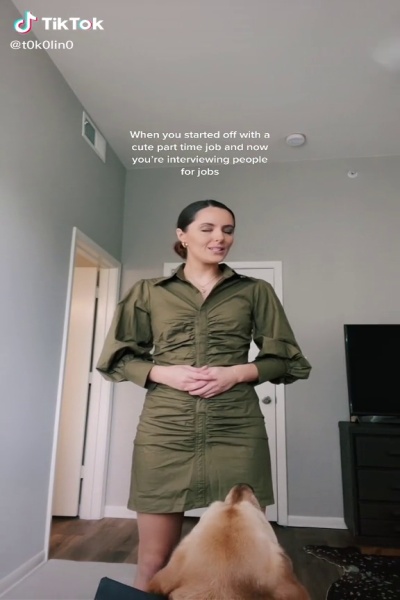 TikTok
@t0k0lin0
When you started off with a
cute part time job and now
you're interviewing people
for jobs